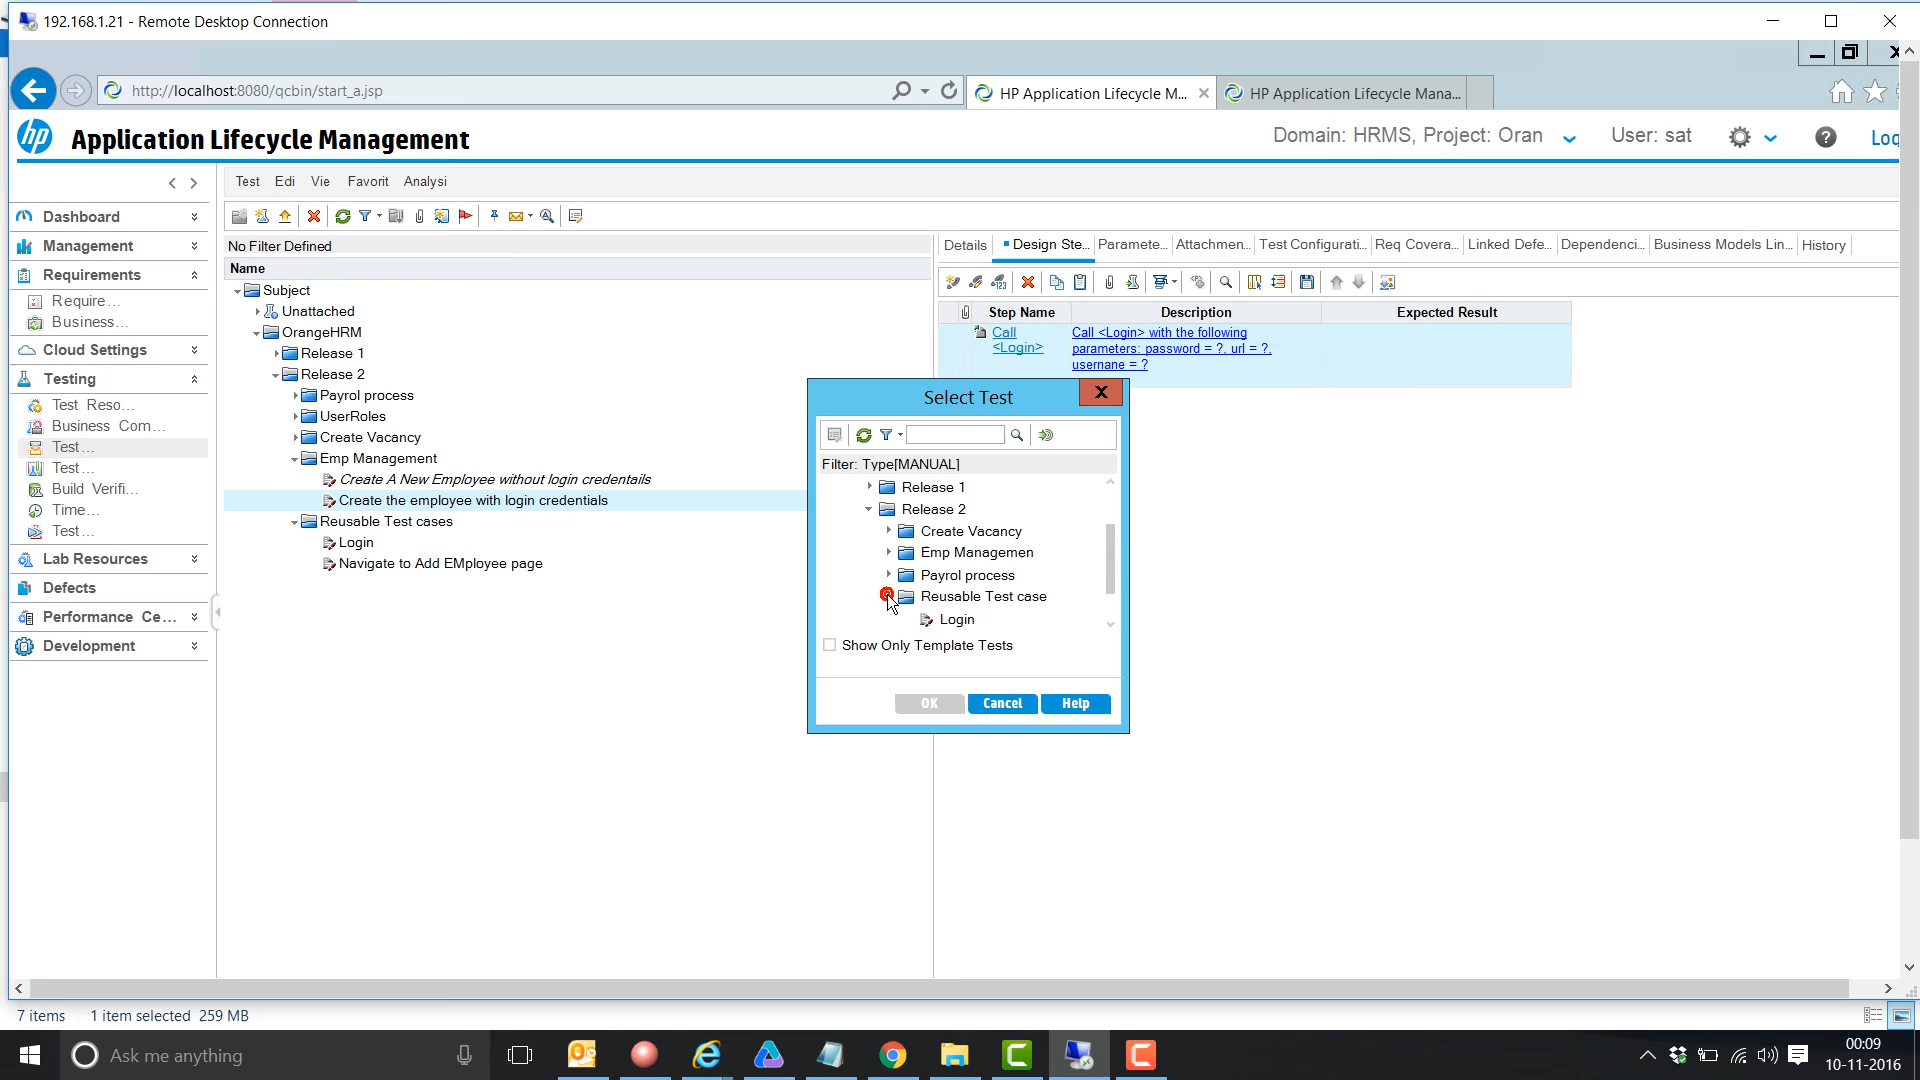 192.168.1.21 - Remote Desktop Connection
http://localhost:8080/qcbin/start_a.jsp
HP Application Lifecycle M...
HP Application Lifecycle Mana...
hp
Application Lifecycle Management
Domain: HRMS, Project: Oran
User: sat
?
Log
Test Edi Vie Favorit Analysi
Dashboard
Management
Requirements
Require...
Business...
Cloud Settings
Testing
Test Reso...
Business Com...
Test...
Test...
Build Verifi...
Time...
Test...
Lab Resources
Defects
Performance Ce...
Development
No Filter Defined
Name
Subject
Unattached
OrangeHRM
Release 1
Release 2
Payrol process
UserRoles
Create Vacancy
Emp Management
Create A New Employee without login credentails
Create the employee with login credentials
Reusable Test cases
Login
Navigate to Add EMployee page
Details Design Ste... Paramete... Attachmen... Test Configurati... Req Covera... Linked Defe... Dependenci... Business Models Lin... History
Step Name Description Expected Result
Call
<Login>
Call <Login> with the following
parameters: password = ?, url = ?,
usernane = ?
Select Test
X
Filter: Type[MANUAL]
Release 1
Release 2
Create Vacancy
Emp Managemen
Payrol process
Reusable Test case
Login
Show Only Template Tests
OK Cancel Help
7 items 1 item selected 259 MB
Ask me anything
00:09
10-11-2016